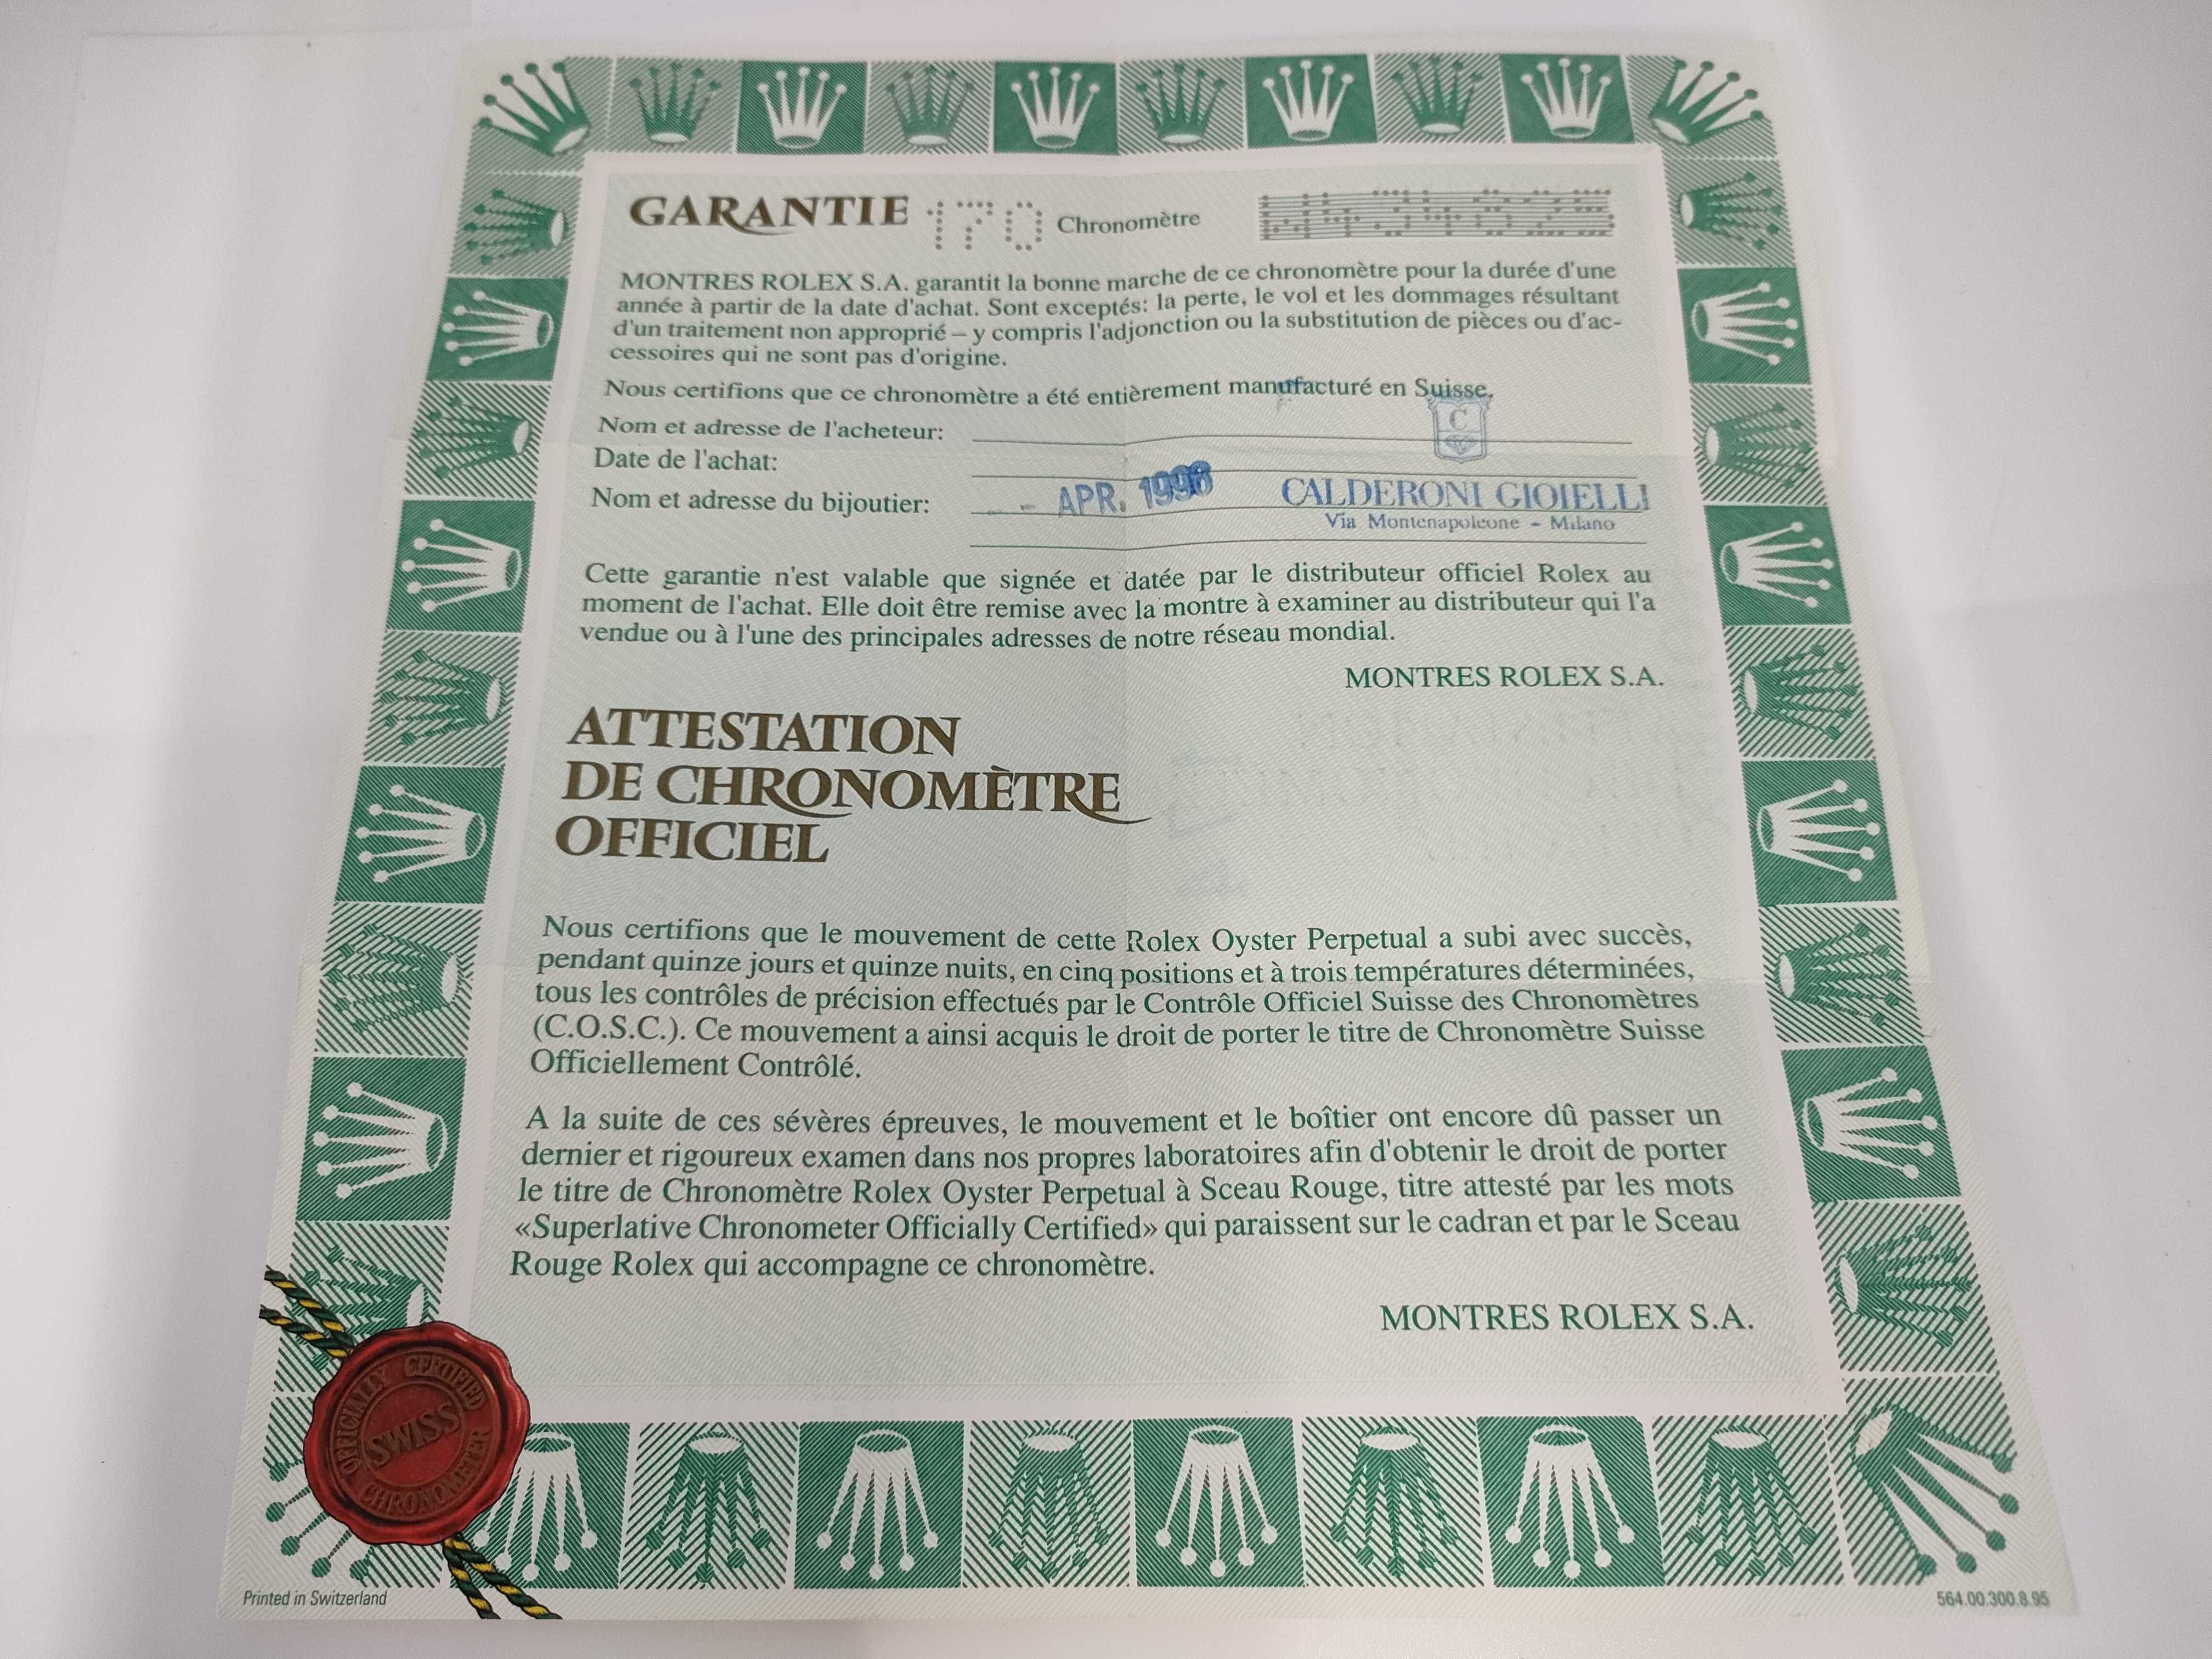 GARANTIE 170 Chronomètre W434825
MONTRES ROLEX S.A. garantit la bonne marche de ce chronomètre pour la durée d'une
année à partir de la date d'achat. Sont exceptés: la perte, le vol et les dommages résultant
d'un traitement non approprié – y compris l'adjonction ou la substitution de pièces ou d'ac-
cessoires qui ne sont pas d'origine.
Nous certifions que ce chronomètre a été entièrement manufacturé en Suisse.
C
Nom et adresse de l'acheteur:
Date de l'achat:
Nom et adresse du bijoutier:
- APR. 1996 CALDERONI GIOIELLI
Via Montenapoleone - Milano
Cette garantie n'est valable que signée et datée par le distributeur officiel Rolex au
moment de l'achat. Elle doit être remise avec la montre à examiner au distributeur qui l'a
vendue ou à l'une des principales adresses de notre réseau mondial.
MONTRES ROLEX S.A.
ATTESTATION
DE CHRONOMÈTRE
OFFICIEL
Nous certifions que le mouvement de cette Rolex Oyster Perpetual a subi avec succès,
pendant quinze jours et quinze nuits, en cinq positions et à trois températures déterminées,
tous les contrôles de précision effectués par le Contrôle Officiel Suisse des Chronomètres
(C.O.S.C.). Ce mouvement a ainsi acquis le droit de porter le titre de Chronomètre Suisse
Officiellement Contrôlé.
A la suite de ces sévères épreuves, le mouvement et le boîtier ont encore dû passer un
dernier et rigoureux examen dans nos propres laboratoires afin d'obtenir le droit de porter
le titre de Chronomètre Rolex Oyster Perpetual à Sceau Rouge, titre attesté par les mots
«Superlative Chronometer Officially Certified» qui paraissent sur le cadran et par le Sceau
Rouge Rolex qui accompagne ce chronomètre.
MONTRES ROLEX S.A.
OFFICIALLY CERTIFIED
SWISS
CHRONOMETER
Printed in Switzerland
564.00.300.8.95